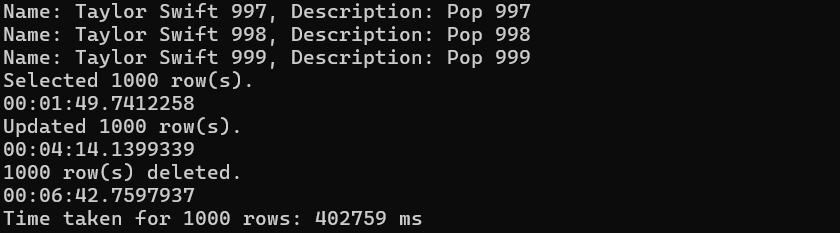 Name: Taylor Swift 997, Description: Pop 997
Name: Taylor Swift 998, Description: Pop 998
Name: Taylor Swift 999, Description: Pop 999
Selected 1000 row(s).
00:01:49.7412258
Updated 1000 row(s).
00:04:14.1399339
1000 row(s) deleted.
00:06:42.7597937
Time taken for 1000 rows: 402759 ms